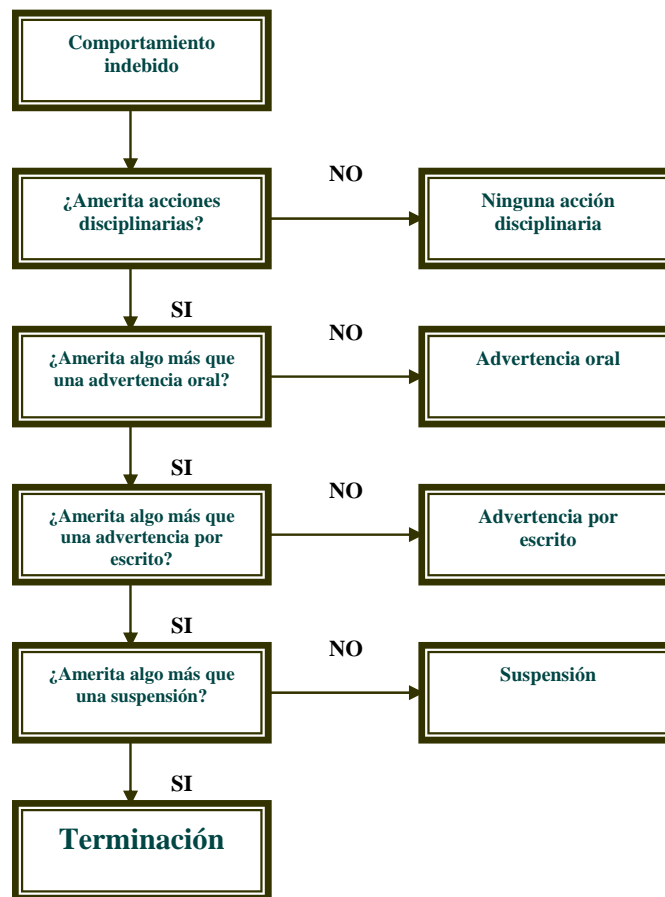 Comportamiento
indebido
¿Amerita acciones
disciplinarias?
NO
Ninguna acción
disciplinaria
SI
¿Amerita algo más que
una advertencia oral?
NO
Advertencia oral
SI
¿Amerita algo más que
una advertencia por
escrito?
NO
Advertencia por
escrito
SI
¿Amerita algo más que
una suspensión?
NO
Suspensión
SI
Terminación